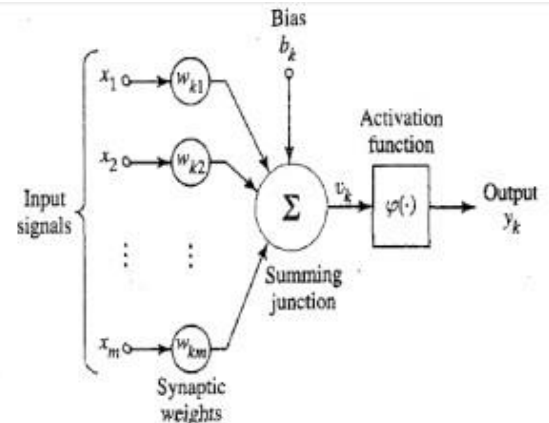 Bias
b_k
x_1
w_k1
Activation
function
x_2
w_k2
Input
signals
Σ
v_k
φ(·)
Output
y_k
⋮
⋮
Summing
junction
x_m
w_km
Synaptic
weights